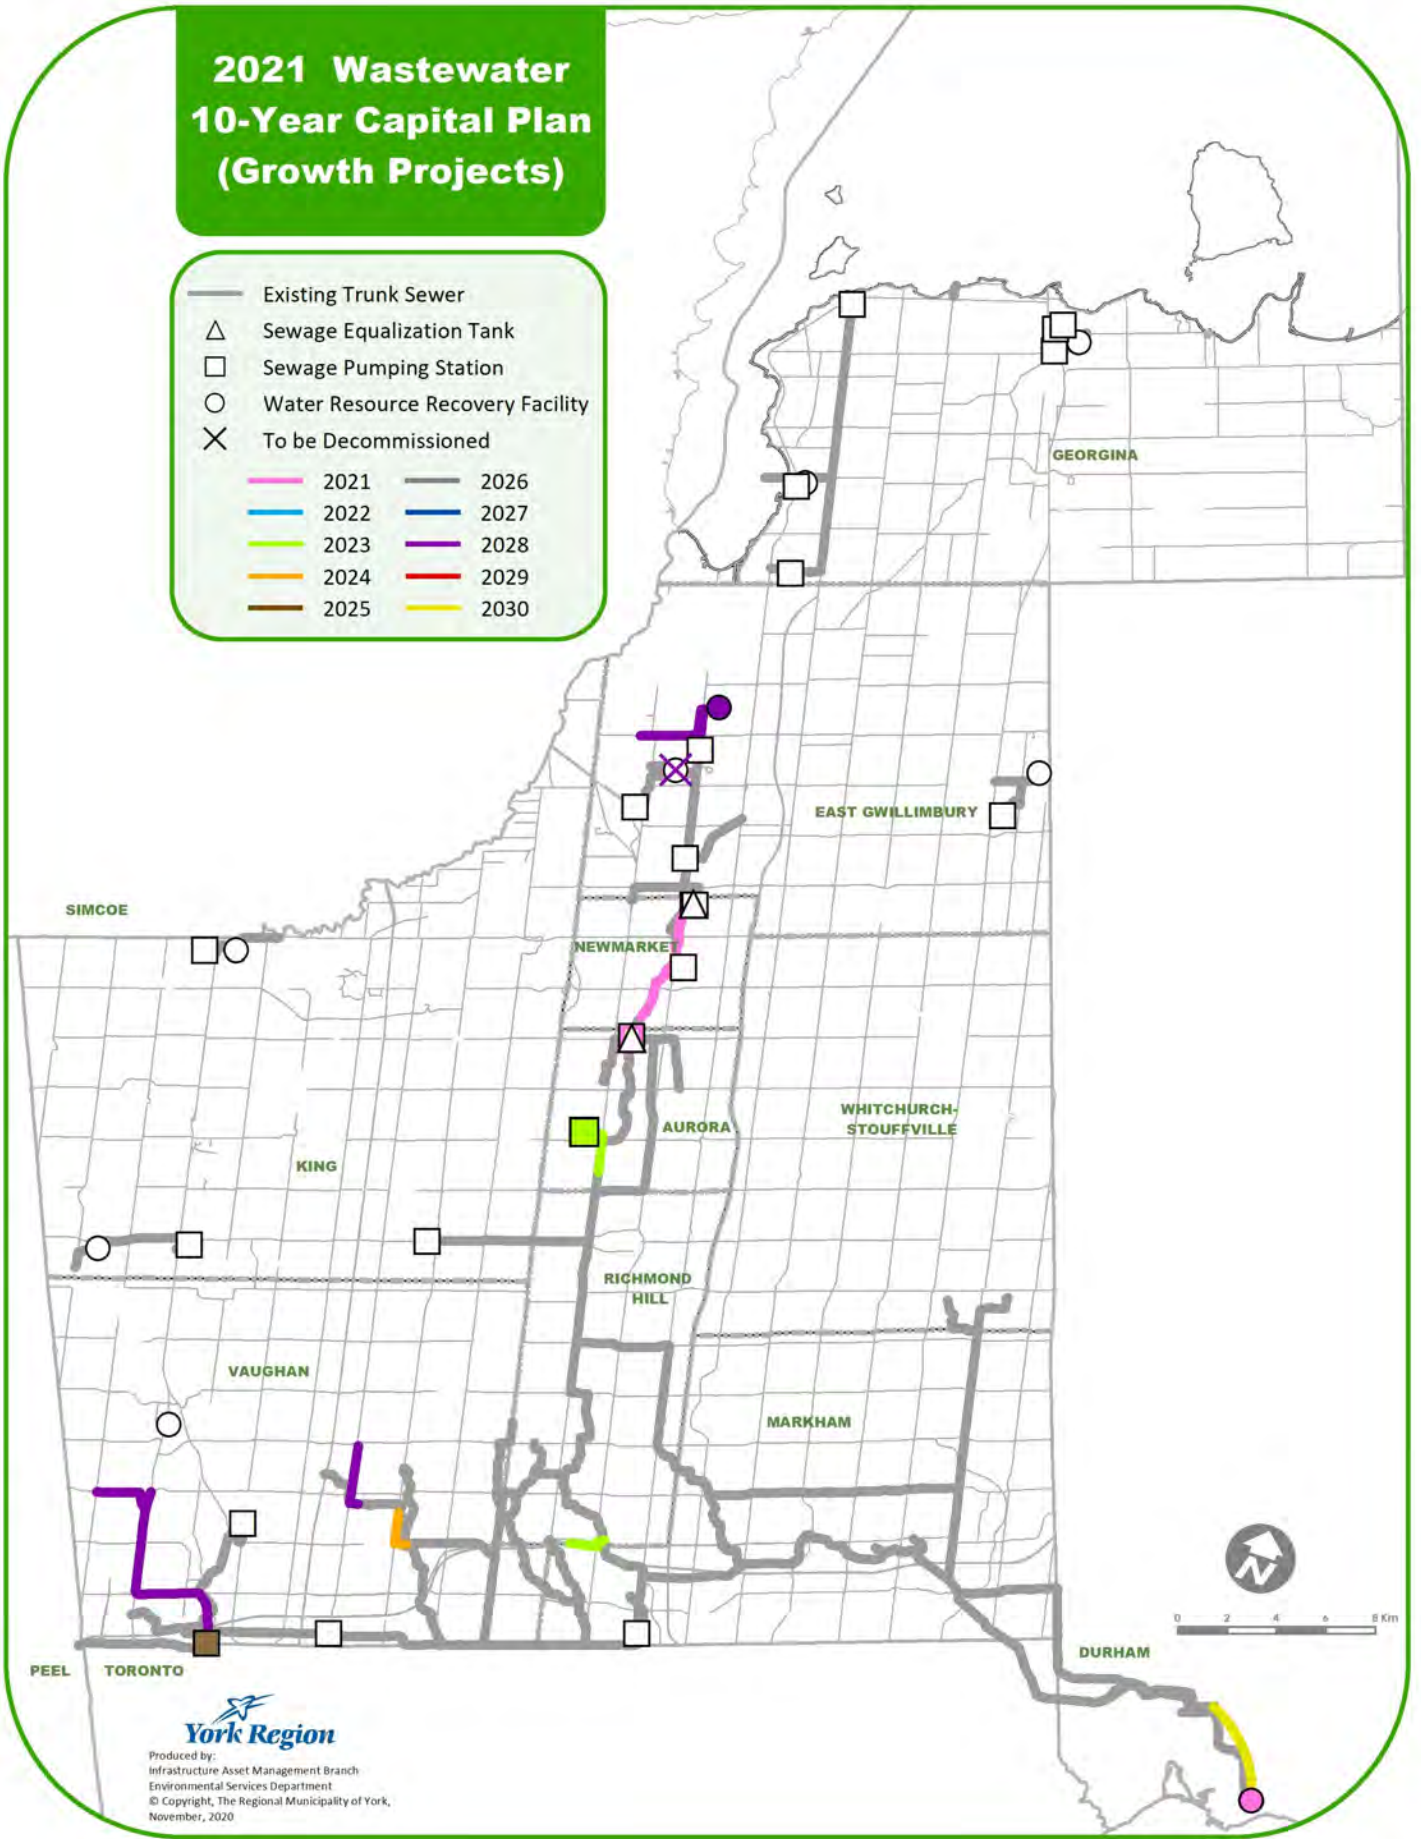 2021 Wastewater
10-Year Capital Plan
(Growth Projects)
Existing Trunk Sewer
Sewage Equalization Tank
Sewage Pumping Station
Water Resource Recovery Facility
To be Decommissioned
2021 2026
2022 2027
2023 2028
2024 2029
2025 2030
GEORGINA
EAST GWILLIMBURY
SIMCOE
NEWMARKET
WHITCHURCH-
STOUFFVILLE
AURORA
KING
RICHMOND
HILL
VAUGHAN
MARKHAM
N
0 2 4 6 8 Km
DURHAM
PEEL TORONTO
York Region
Produced by:
Infrastructure Asset Management Branch
Environmental Services Department
© Copyright, The Regional Municipality of York,
November, 2020